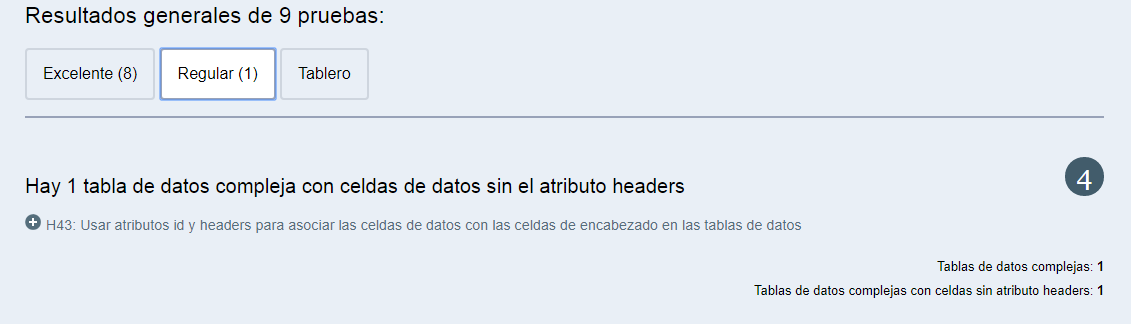 Resultados generales de 9 pruebas:
Excelente (8) Regular (1) Tablero
Hay 1 tabla de datos compleja con celdas de datos sin el atributo headers
4
H43: Usar atributos id y headers para asociar las celdas de datos con las celdas de encabezado en las tablas de datos
Tablas de datos complejas: 1
Tablas de datos complejas con celdas sin atributo headers: 1